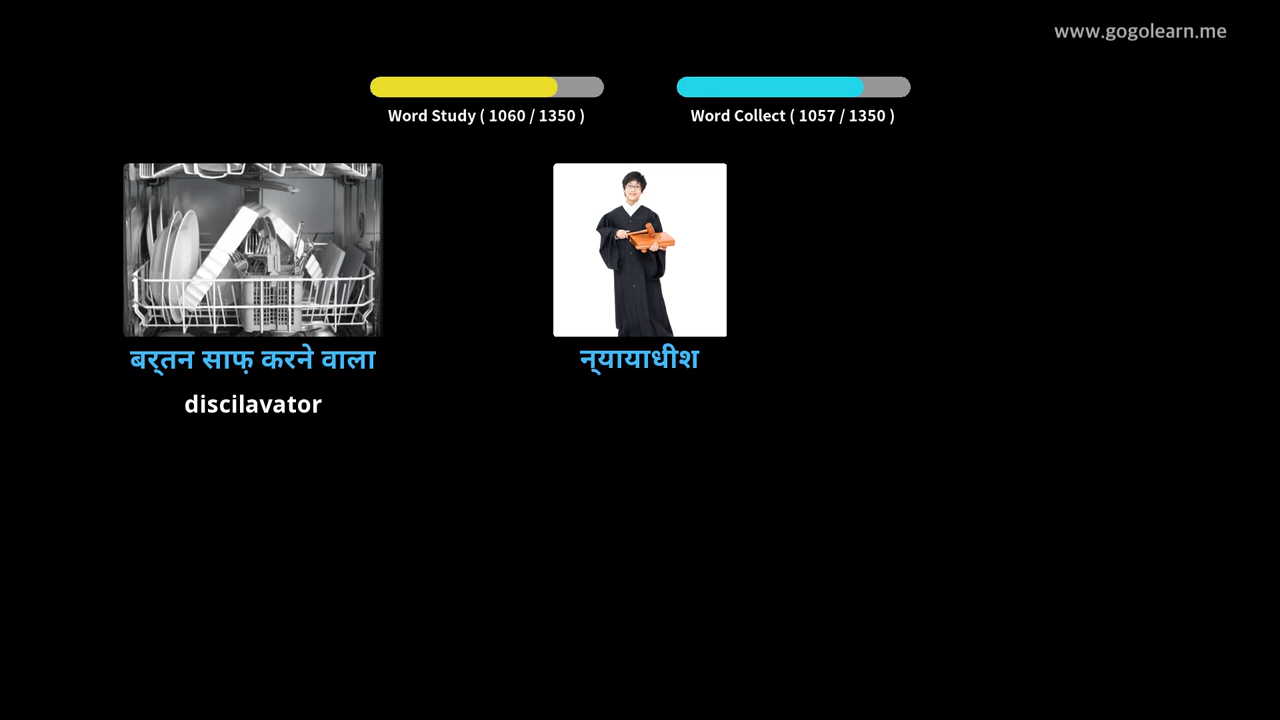 www.gogolearn.me
Word Study ( 1060 / 1350 )
Word Collect ( 1057 / 1350 )
बर्‌तन साफ़ करने वाला
न्‌यायाधीश
discilavator